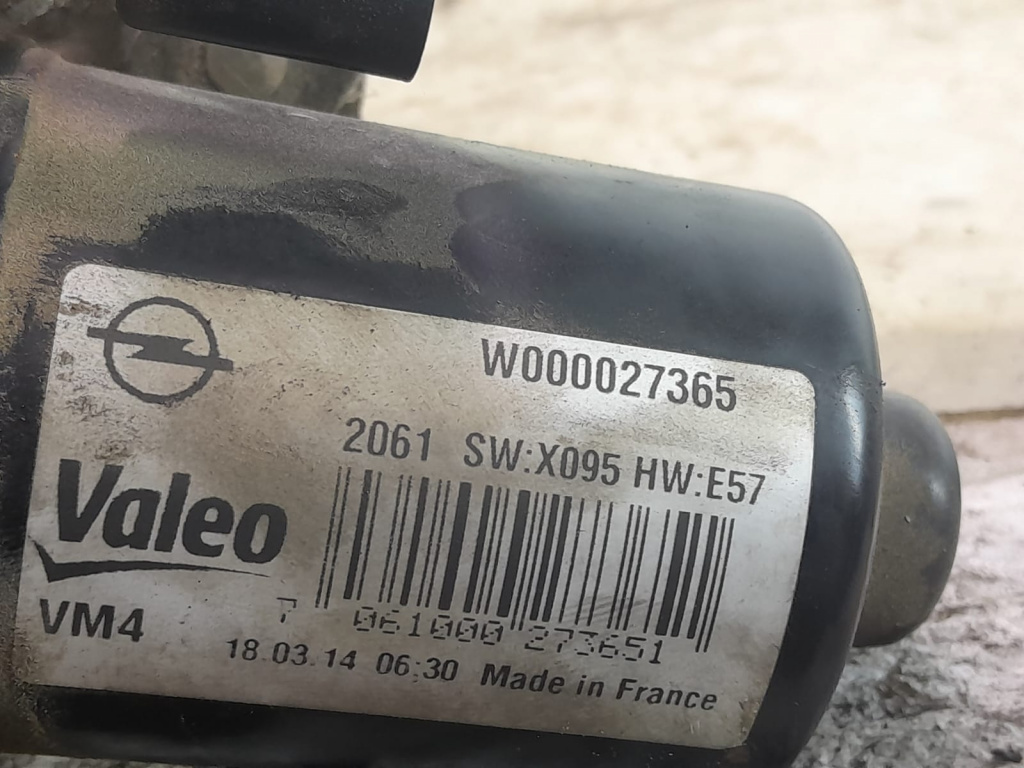 W000027365
2061 SW:X095 HW:E57
Valeo
061000 273651
VM4
18.03.14 06:30 Made in France